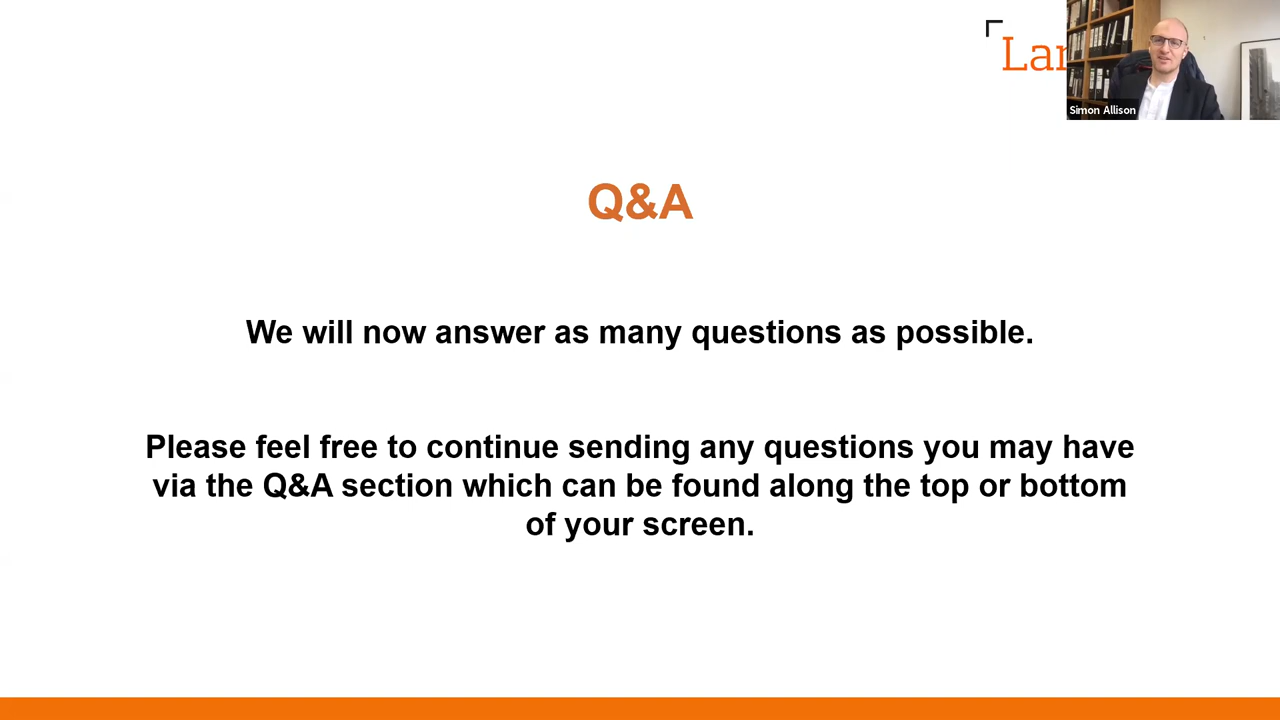 Simon Allison
Q&A
We will now answer as many questions as possible.
Please feel free to continue sending any questions you may have
via the Q&A section which can be found along the top or bottom
of your screen.